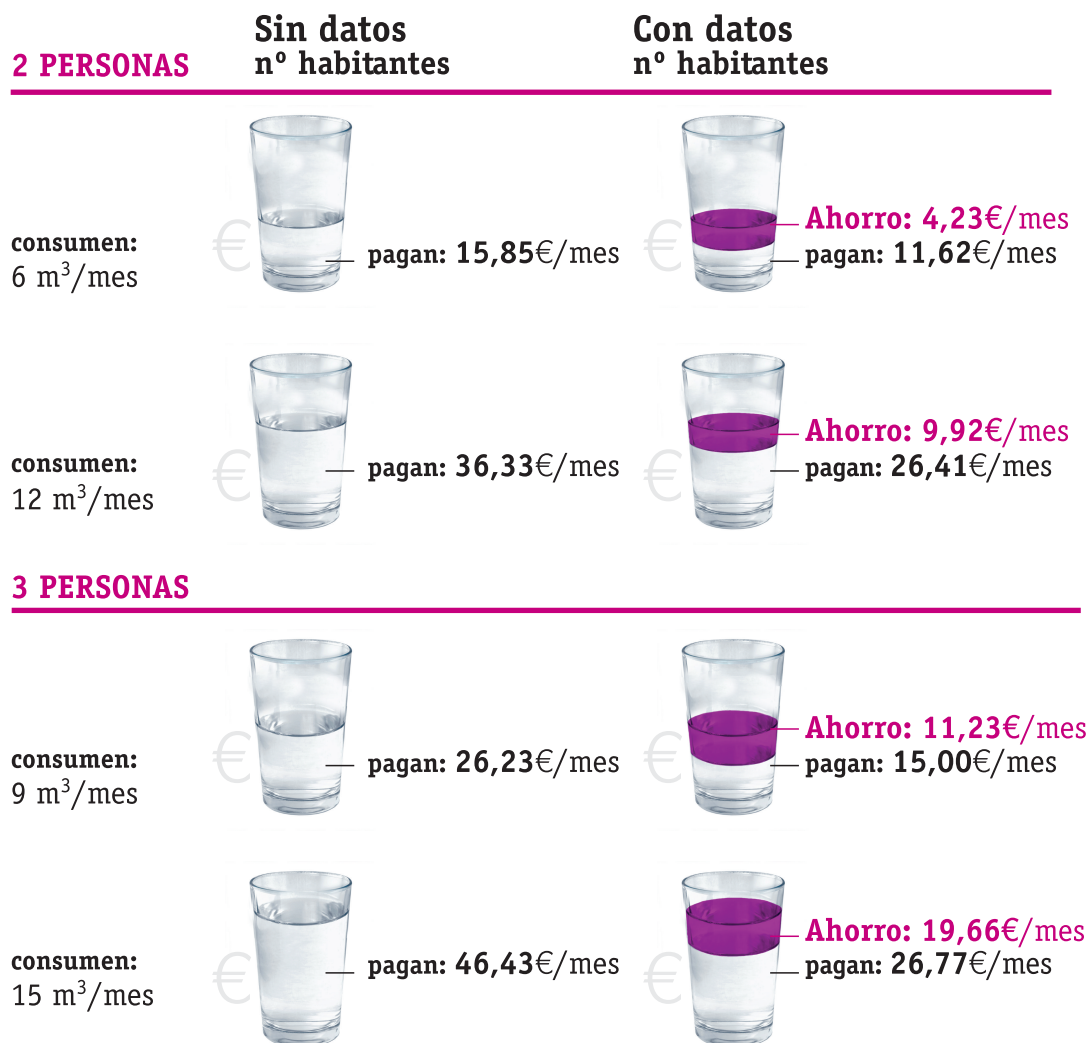 Sin datos
nº habitantes
Con datos
nº habitantes
2 PERSONAS
consumen:
6 m³/mes
€
pagan: 15,85€/mes
€
Ahorro: 4,23€/mes
pagan: 11,62€/mes
consumen:
12 m³/mes
€
pagan: 36,33€/mes
€
Ahorro: 9,92€/mes
pagan: 26,41€/mes
3 PERSONAS
consumen:
9 m³/mes
€
pagan: 26,23€/mes
€
Ahorro: 11,23€/mes
pagan: 15,00€/mes
consumen:
15 m³/mes
€
pagan: 46,43€/mes
€
Ahorro: 19,66€/mes
pagan: 26,77€/mes